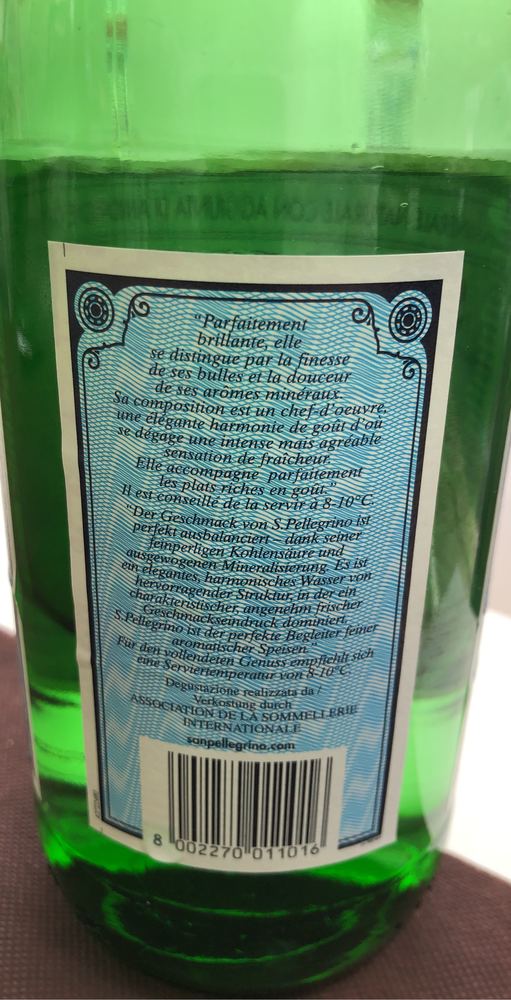 "Parfaitement
brillante, elle
se distingue par la finesse
de ses bulles et la douceur
de ses arômes minéraux.
Sa composition est un chef-d'oeuvre,
une élégante harmonie de goût d'où
se dégage une intense mais agréable
sensation de fraîcheur
Elle accompagne parfaitement
les plats riches en goût."
Il est conseillé de la servir à 8-10°C.
"Der Geschmack von S.Pellegrino ist
perfekt ausbalanciert – dank seiner
feinperligen Kohlensäure und
ausgewogenen Mineralisierung. Es ist
ein elegantes, harmonisches Wasser von
hervorragender Struktur, in der ein
charakteristischer, angenehm frischer
Geschmackseindruck dominiert.
S.Pellegrino ist der perfekte Begleiter feiner
aromatischer Speisen."
Für den vollendeten Genuss empfiehlt sich
eine Serviertemperatur von 8-10°C.
Degustazione realizzata da /
Verkostung durch
ASSOCIATION DE LA SOMMELLERIE
INTERNATIONALE
sanpellegrino.com
8 002270 011016